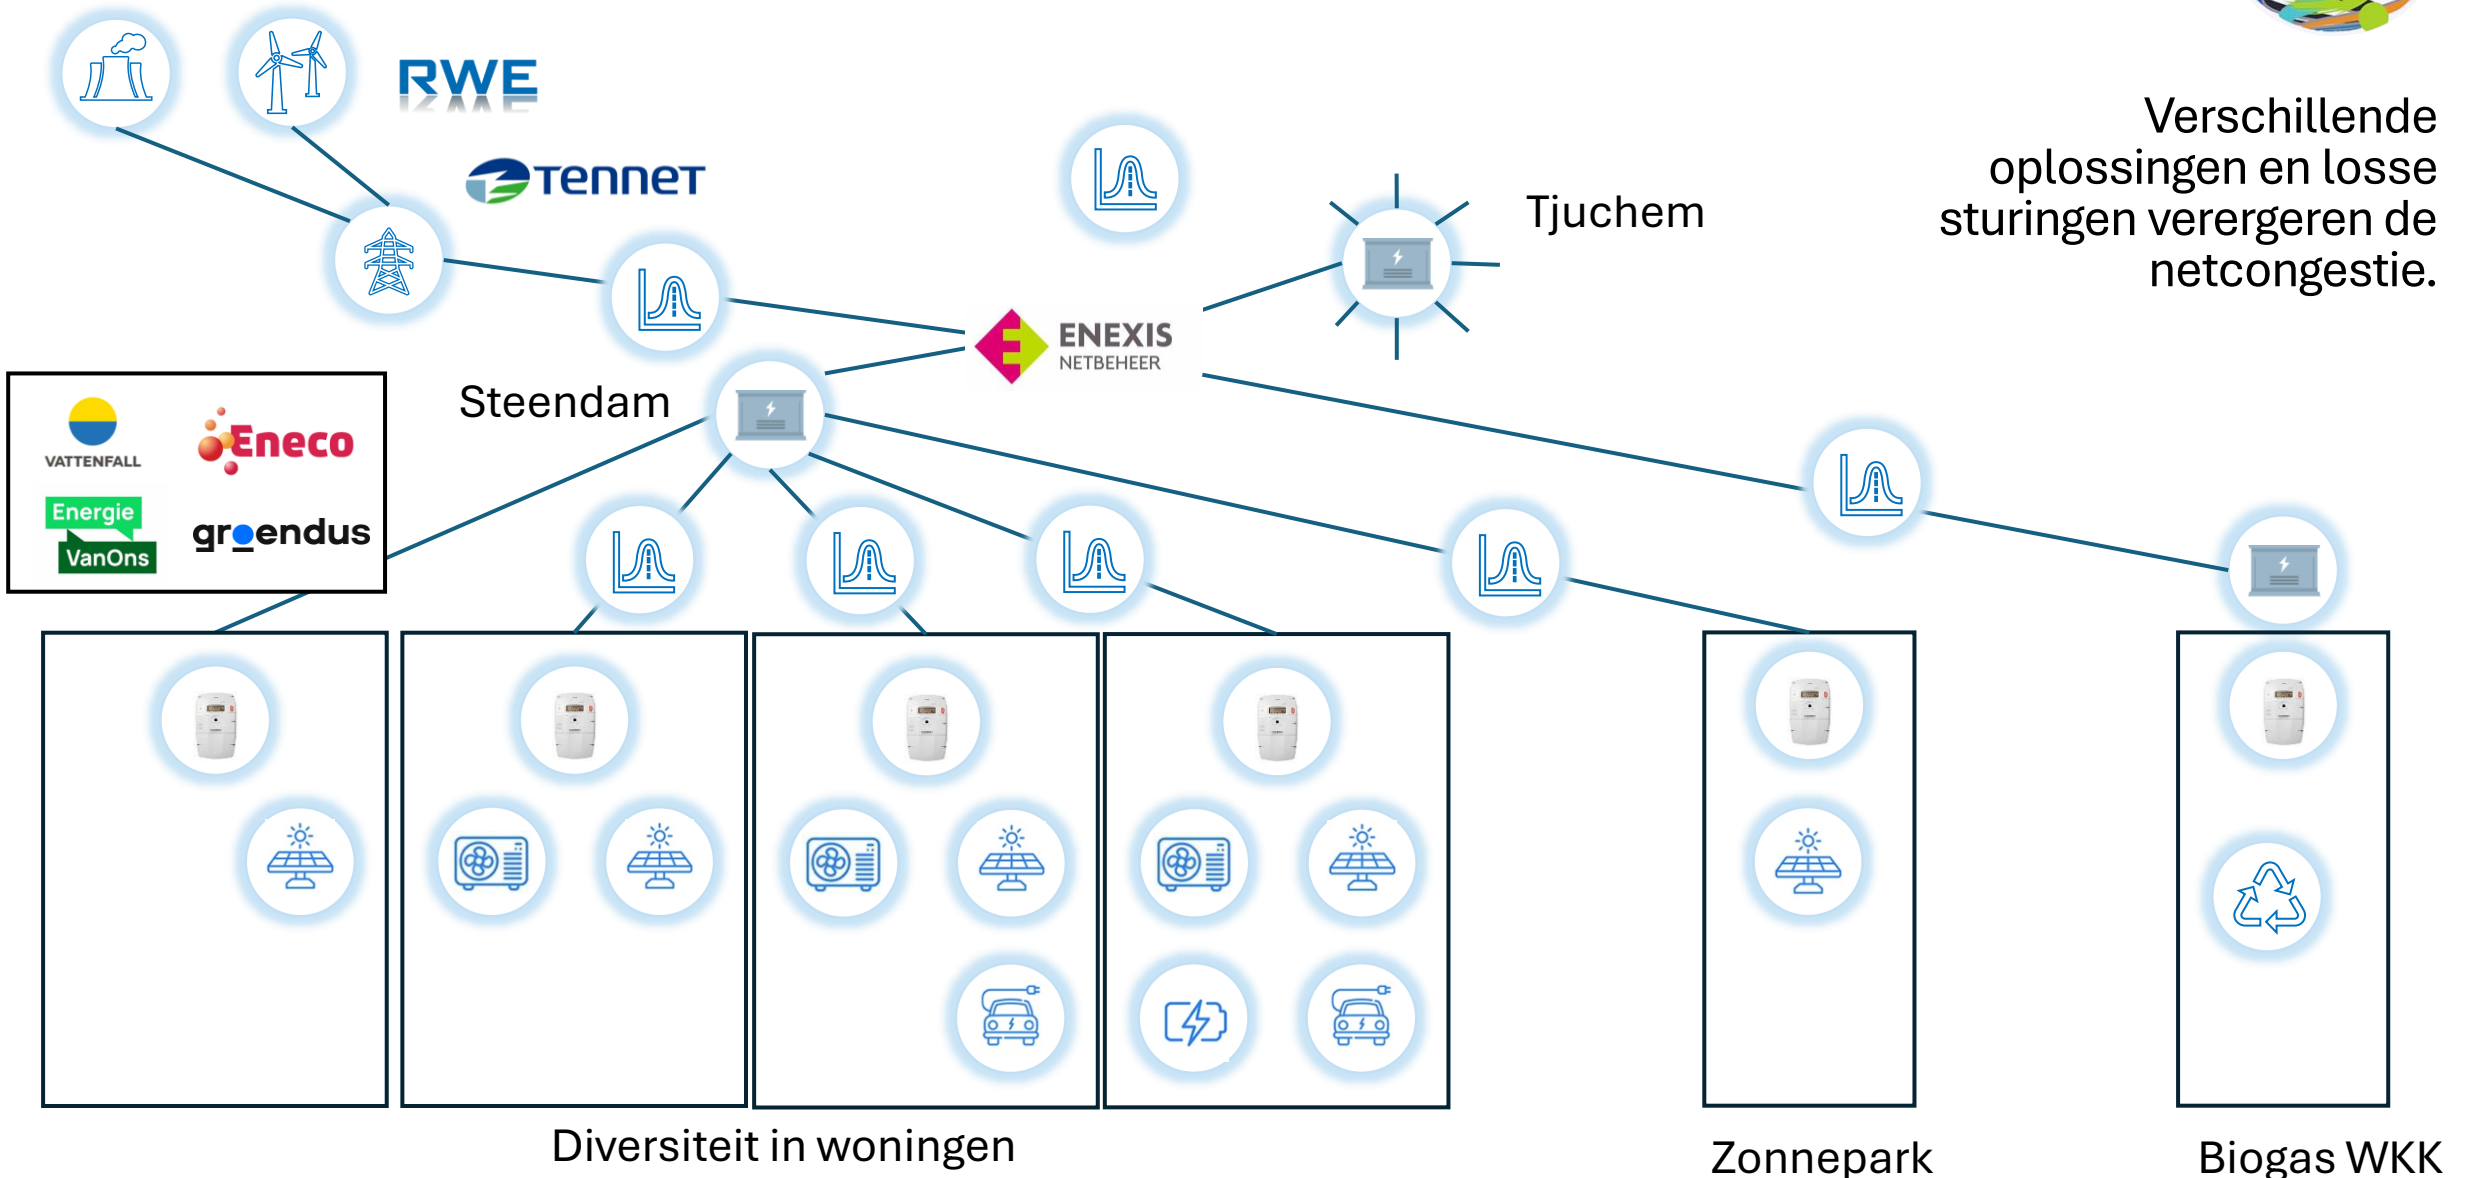 RWE
TenneT
Tjuchem
Verschillende
oplossingen en losse
sturingen verergeren de
netcongestie.
ENEXIS
NETBEHEER
Steendam
VATTENFALL
Eneco
Energie
VanOns
groendus
Diversiteit in woningen
Zonnepark
Biogas WKK